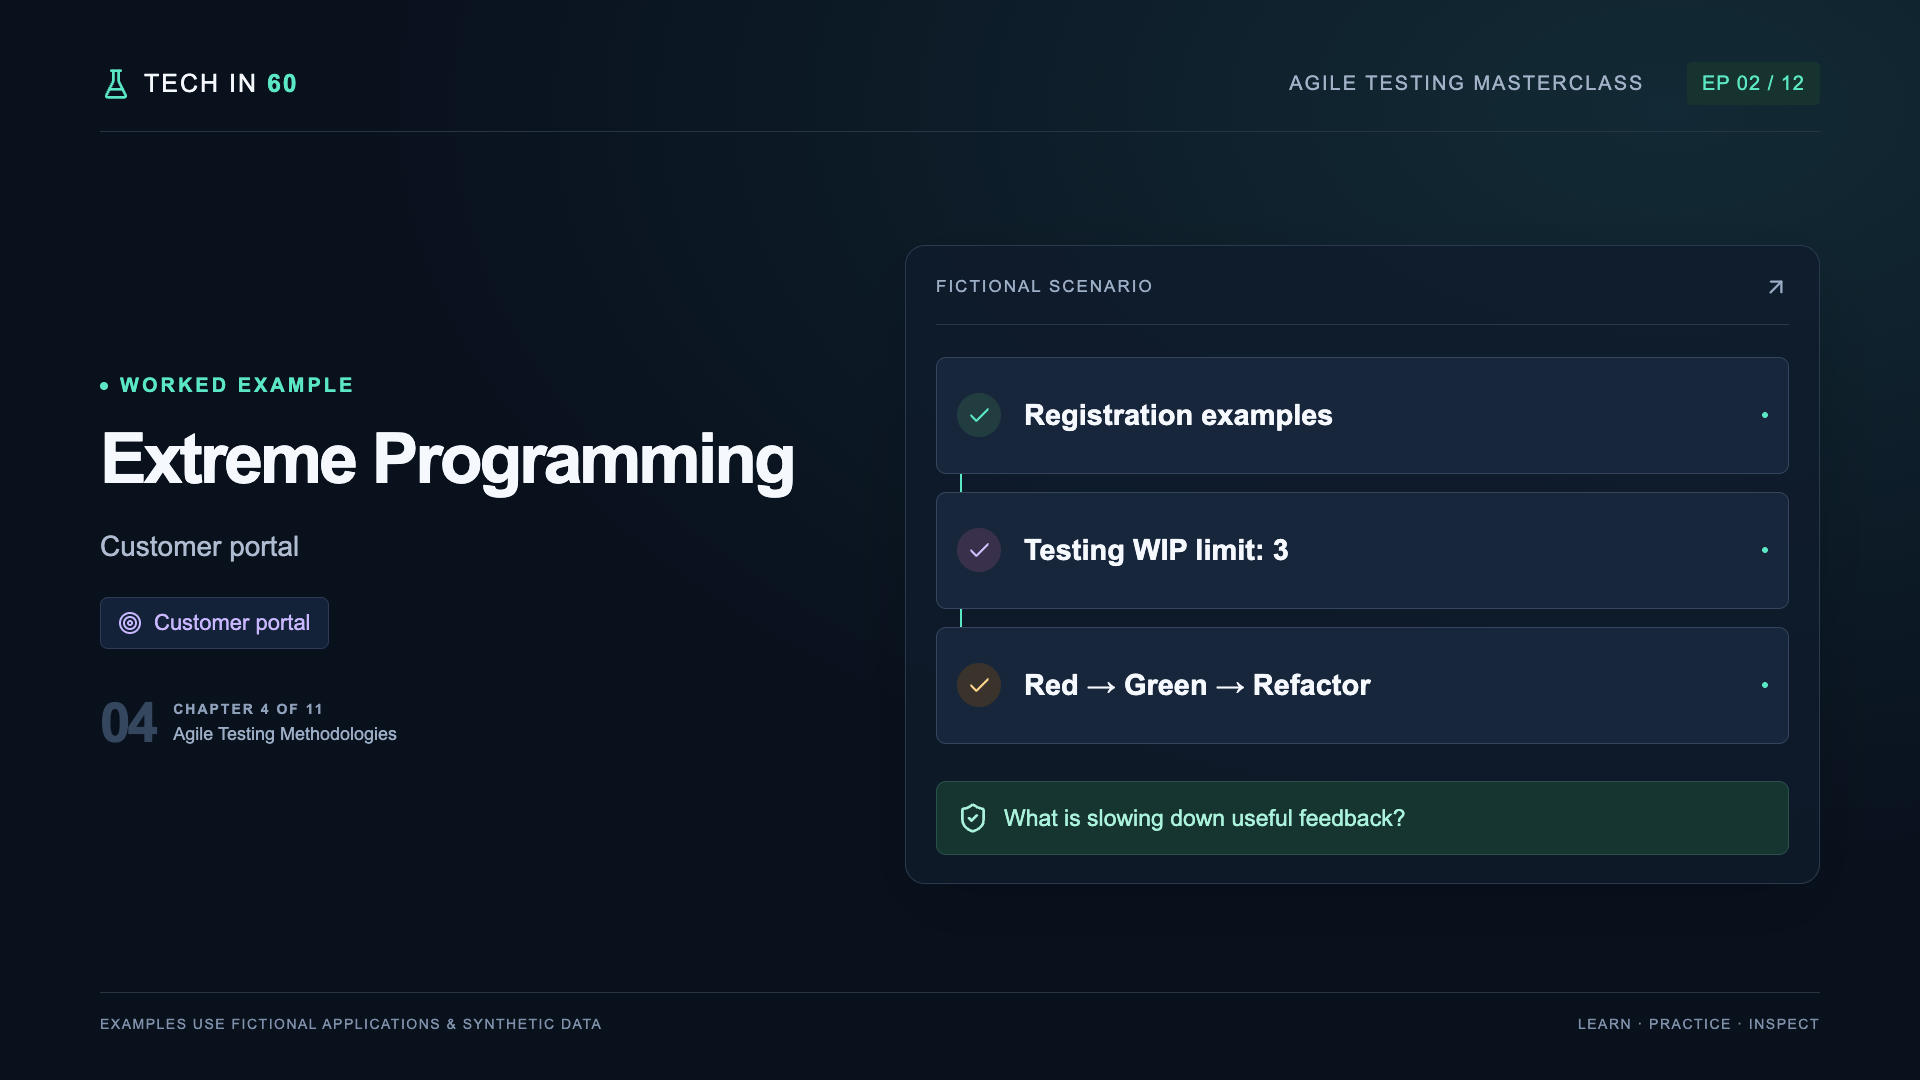 TECH IN 60
AGILE TESTING MASTERCLASS
EP 02 / 12
WORKED EXAMPLE
Extreme Programming
Customer portal
Customer portal
04
CHAPTER 4 OF 11
Agile Testing Methodologies
FICTIONAL SCENARIO
Registration examples
Testing WIP limit: 3
Red → Green → Refactor
What is slowing down useful feedback?
EXAMPLES USE FICTIONAL APPLICATIONS & SYNTHETIC DATA
LEARN · PRACTICE · INSPECT